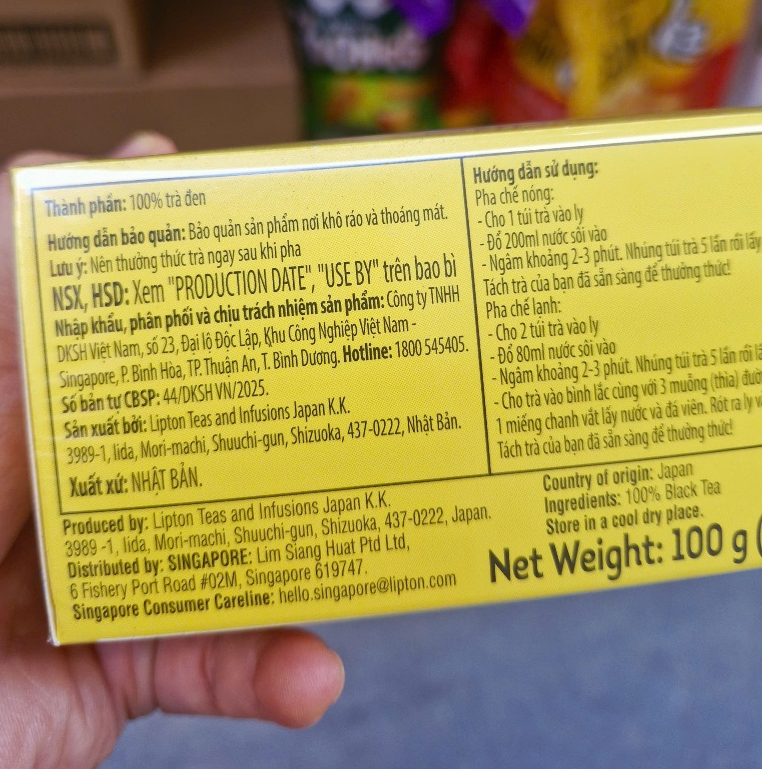 Thành phần: 100% trà đen
Hướng dẫn bảo quản: Bảo quản sản phẩm nơi khô ráo và thoáng mát.
Lưu ý: Nên thưởng thức trà ngay sau khi pha
NSX, HSD: Xem "PRODUCTION DATE", "USE BY" trên bao bì
Nhập khẩu, phân phối và chịu trách nhiệm sản phẩm: Công ty TNHH
DKSH Việt Nam, số 23, Đại lộ Độc Lập, Khu Công Nghiệp Việt Nam -
Singapore, P. Bình Hòa, TP. Thuận An, T. Bình Dương. Hotline: 1800 545405.
Số bản tự CBSP: 44/DKSH VN/2025.
Sản xuất bởi: Lipton Teas and Infusions Japan K.K.
3989-1, Iida, Mori-machi, Shuuchi-gun, Shizuoka, 437-0222, Nhật Bản.
Xuất xứ: NHẬT BẢN.
Hướng dẫn sử dụng:
Pha chế nóng:
- Cho 1 túi trà vào ly
- Đổ 200ml nước sôi vào
- Ngâm khoảng 2-3 phút. Nhúng túi trà 5 lần rồi lấy
Tách trà của bạn đã sẵn sàng để thưởng thức!
Pha chế lạnh:
- Cho 2 túi trà vào ly
- Đổ 80ml nước sôi vào
- Ngâm khoảng 2-3 phút. Nhúng túi trà 5 lần rồi
- Cho trà vào bình lắc cùng với 3 muỗng (thìa)
1 miếng chanh vắt lấy nước và đá viên. Rót ra ly
Tách trà của bạn đã sẵn sàng để thưởng thức!
Produced by: Lipton Teas and Infusions Japan K.K.
3989 -1, Iida, Mori-machi, Shuuchi-gun, Shizuoka, 437-0222, Japan.
Distributed by: SINGAPORE: Lim Siang Huat Ptd Ltd,
6 Fishery Port Road #02M, Singapore 619747.
Singapore Consumer Careline: hello.singapore@lipton.com
Country of origin: Japan
Ingredients: 100% Black Tea
Store in a cool dry place.
Net Weight: 100 g (